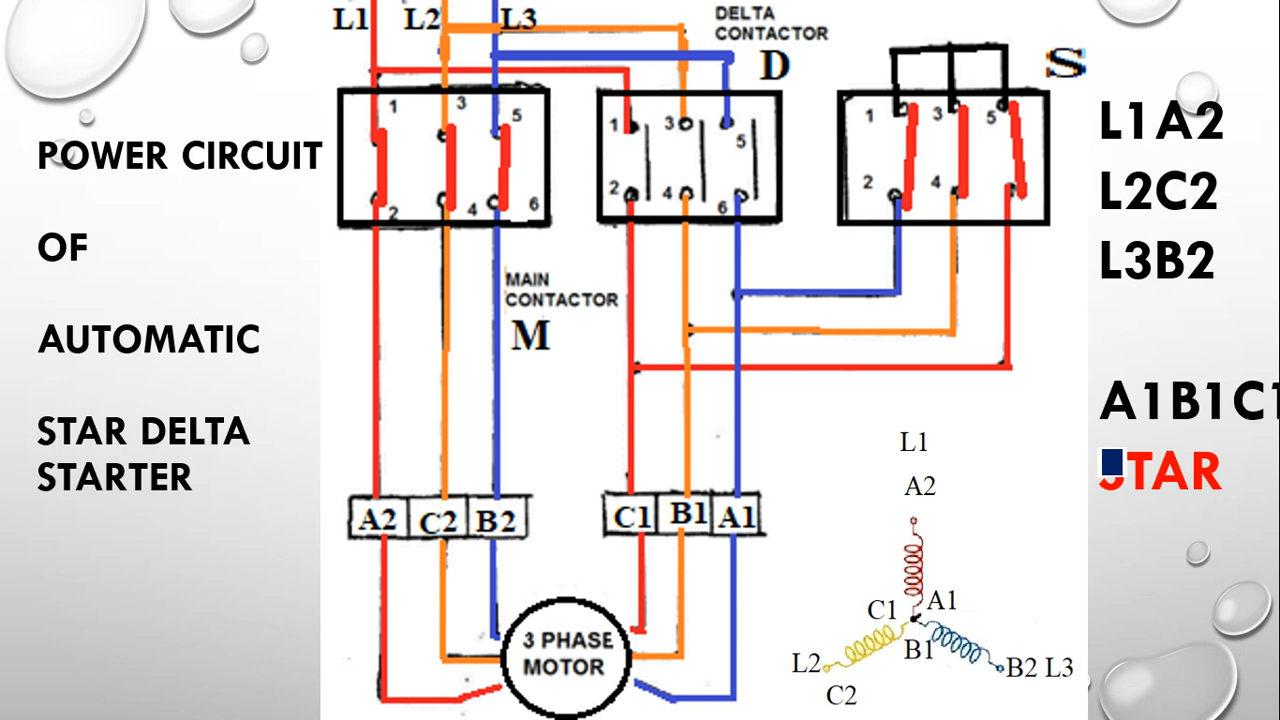 POWER CIRCUIT
OF
AUTOMATIC
STAR DELTA
STARTER
L1 L2 L3
DELTA
CONTACTOR
D
S
1 3 5
2 4 6
1 3 5
2 4 6
1 3 5
2 4
MAIN
CONTACTOR
M
A2 C2 B2
C1 B1 A1
3 PHASE
MOTOR
L1
A2
C1 A1
B1
L2 B2 L3
C2
L1A2
L2C2
L3B2
A1B1C1
STAR